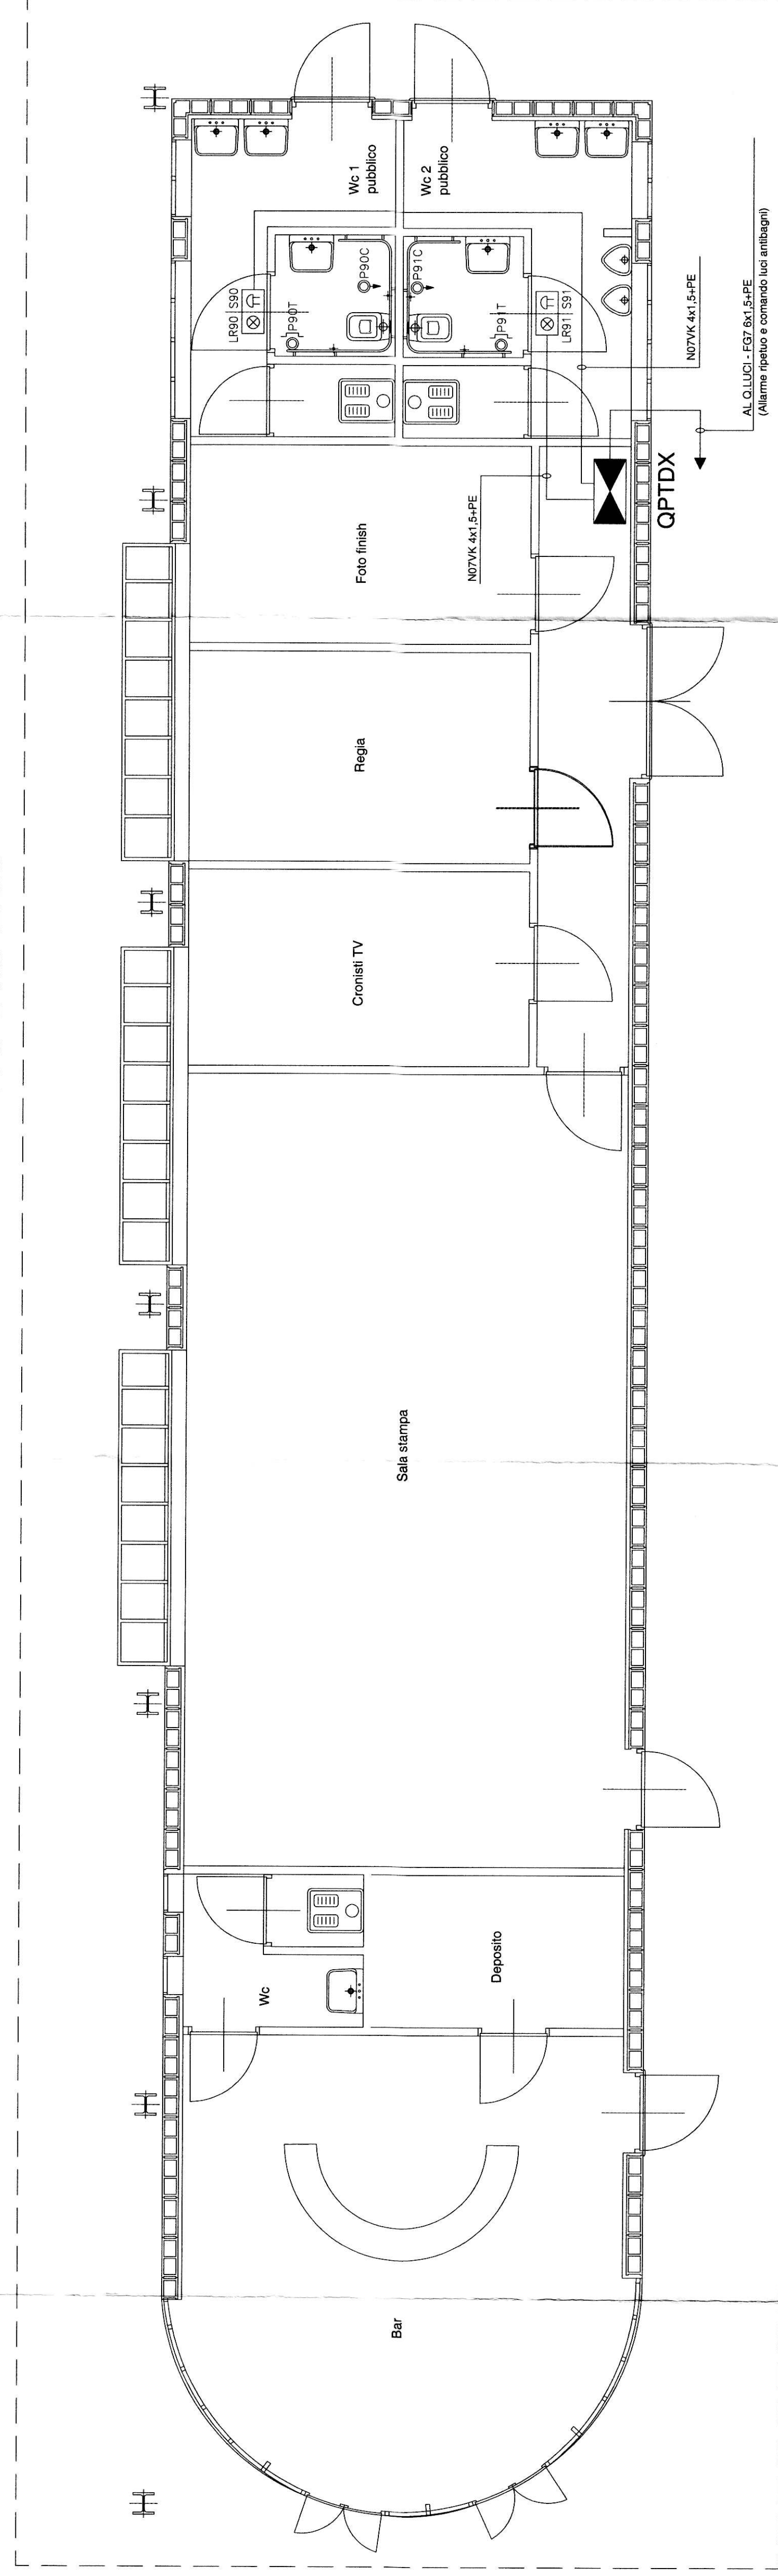 Wc 1
pubblico
Wc 2
pubblico
LR90 S90
P90T
P90C
P91C
P91T
LR91 S91
N07VK 4x1,5+PE
AL Q.LUCI - FG7 6x1,5+PE
(Allarme ripetuo e comando luci antibagni)
QPTDX
N07VK 4x1,5+PE
Foto finish
Regia
Cronisti TV
Sala stampa
Wc
Deposito
Bar